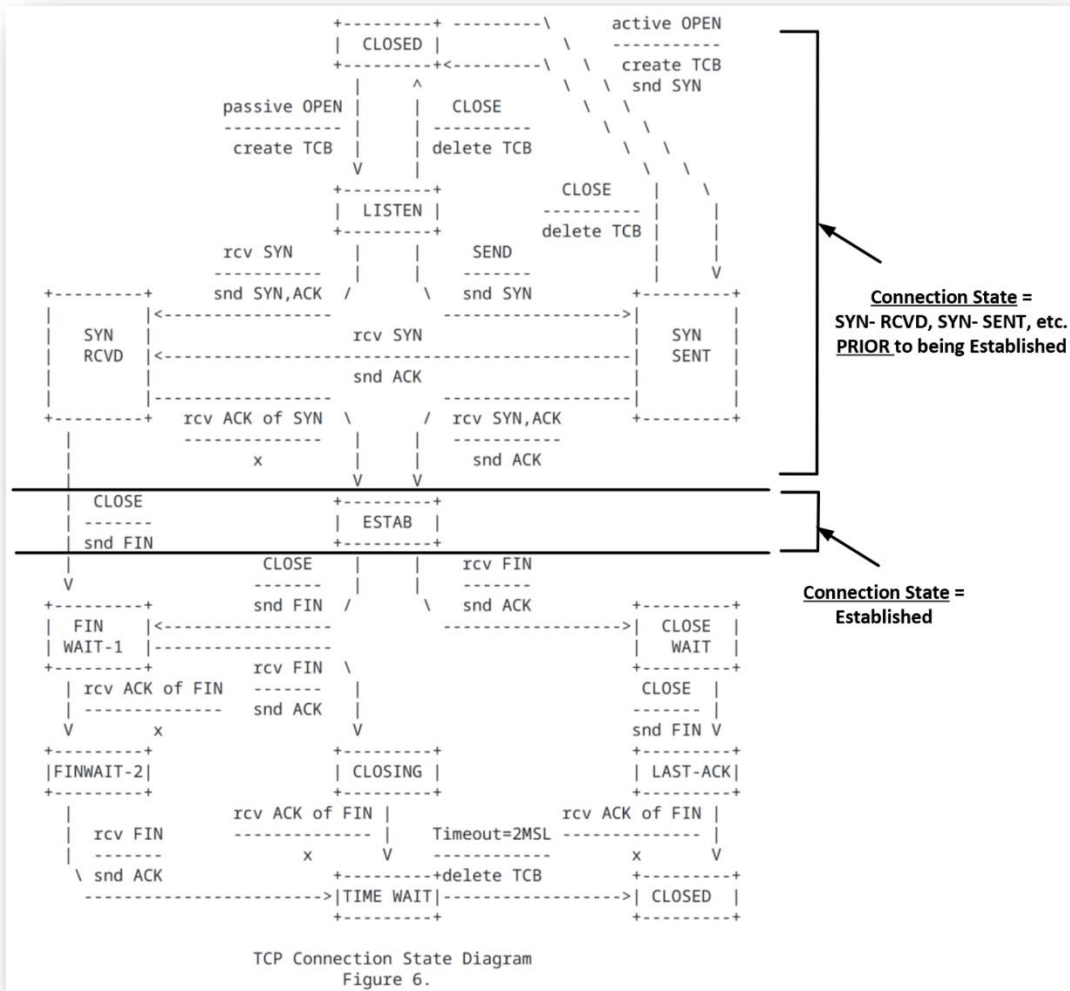 +---------+ ---------\ active OPEN
| CLOSED | \ -----------
+---------+<---------\ \ create TCB
| ^ \ \ snd SYN
passive OPEN | | CLOSE \ \
------------ | | ---------- \ \
create TCB | | delete TCB \ \
V | \ \
+---------+ CLOSE | \
| LISTEN | ---------- | |
+---------+ delete TCB | |
rcv SYN | | SEND | |
----------- | | ------- | V
+---------+ snd SYN,ACK / \ snd SYN +---------+
| |<----------------- ------------------>| |
| SYN | rcv SYN | SYN |
| RCVD |<-----------------------------------------------| SENT |
| | snd ACK | |
| |------------------ -------------------| |
+---------+ rcv ACK of SYN \ / rcv SYN,ACK +---------+
| -------------- | | -----------
| x | | snd ACK
| V V
| CLOSE +---------+
| ------- | ESTAB |
| snd FIN +---------+
| CLOSE | | rcv FIN
V ------- | | -------
+---------+ snd FIN / \ snd ACK +---------+
| FIN |<----------------- ------------------>| CLOSE |
| WAIT-1 |------------------ | WAIT |
+---------+ rcv FIN \ +---------+
| rcv ACK of FIN ------- | CLOSE |
| -------------- snd ACK | ------- |
V x V snd FIN V
+---------+ +---------+ +---------+
|FINWAIT-2| | CLOSING | | LAST-ACK|
+---------+ +---------+ +---------+
| rcv ACK of FIN | rcv ACK of FIN |
| rcv FIN -------------- | Timeout=2MSL -------------- |
| ------- x V ------------ x V
\ snd ACK +---------+delete TCB +---------+
------------------------>|TIME WAIT|------------------>| CLOSED |
+---------+ +---------+
TCP Connection State Diagram
Figure 6.
Connection State =
SYN- RCVD, SYN- SENT, etc.
PRIOR to being Established
Connection State =
Established